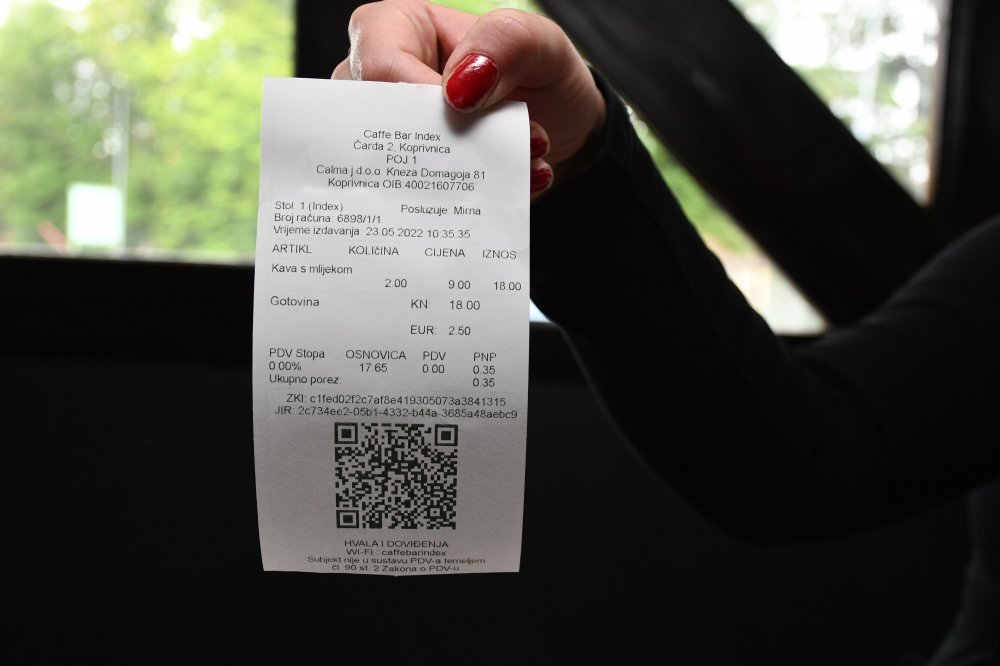 Caffe Bar Index
Čarda 2, Koprivnica
POJ 1
Calma j.d.o.o. Kneza Domagoja 81
Koprivnica OIB:40021607706
Stol: 1 (Index) Posluzuje: Mirna
Broj računa: 6898/1/1
Vrijeme izdavanja: 23.05.2022 10:35:35
ARTIKL KOLIČINA CIJENA IZNOS
Kava s mlijekom
2.00 9.00 18.00
Gotovina KN: 18.00
EUR: 2.50
PDV Stopa OSNOVICA PDV PNP
0.00% 17.65 0.00 0.35
Ukupno porez: 0.35
ZKI: c1fed02f2c7af8e419305073a3841315
JIR: 2c734ee2-05b1-4332-b44a-3685a48aebc9
HVALA I DOVIĐENJA
WI-FI : caffebarindex
Subjekt nije u sustavu PDV-a temeljem
čl. 90 st. 2 Zakona o PDV-u